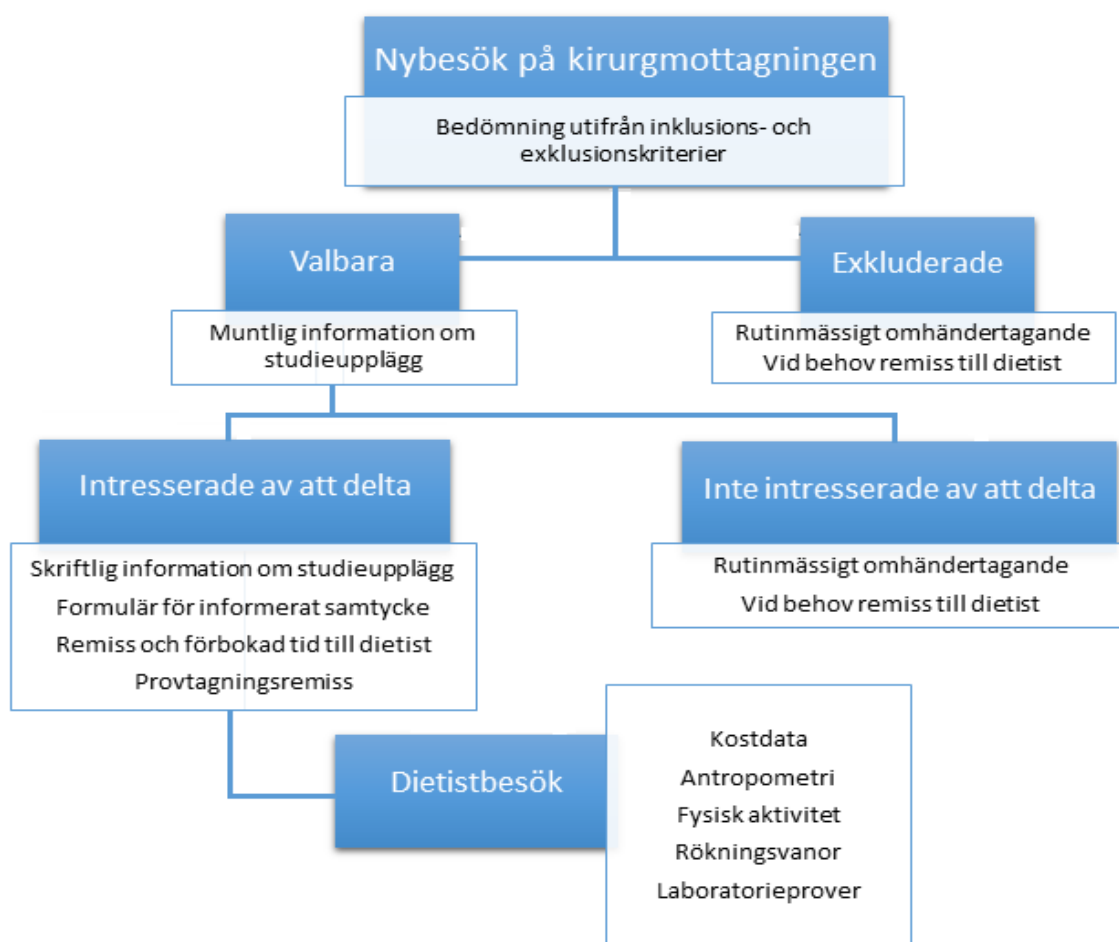 Nybesök på kirurgmottagningen
Bedömning utifrån inklusions- och
exklusionskriterier
Valbara
Muntlig information om
studieupplägg
Exkluderade
Rutinmässigt omhändertagande
Vid behov remiss till dietist
Intresserade av att delta
Skriftlig information om studieupplägg
Formulär för informerat samtycke
Remiss och förbokad tid till dietist
Provtagningsremiss
Inte intresserade av att delta
Rutinmässigt omhändertagande
Vid behov remiss till dietist
Dietistbesök
Kostdata
Antropometri
Fysisk aktivitet
Rökningsvanor
Laboratorieprover